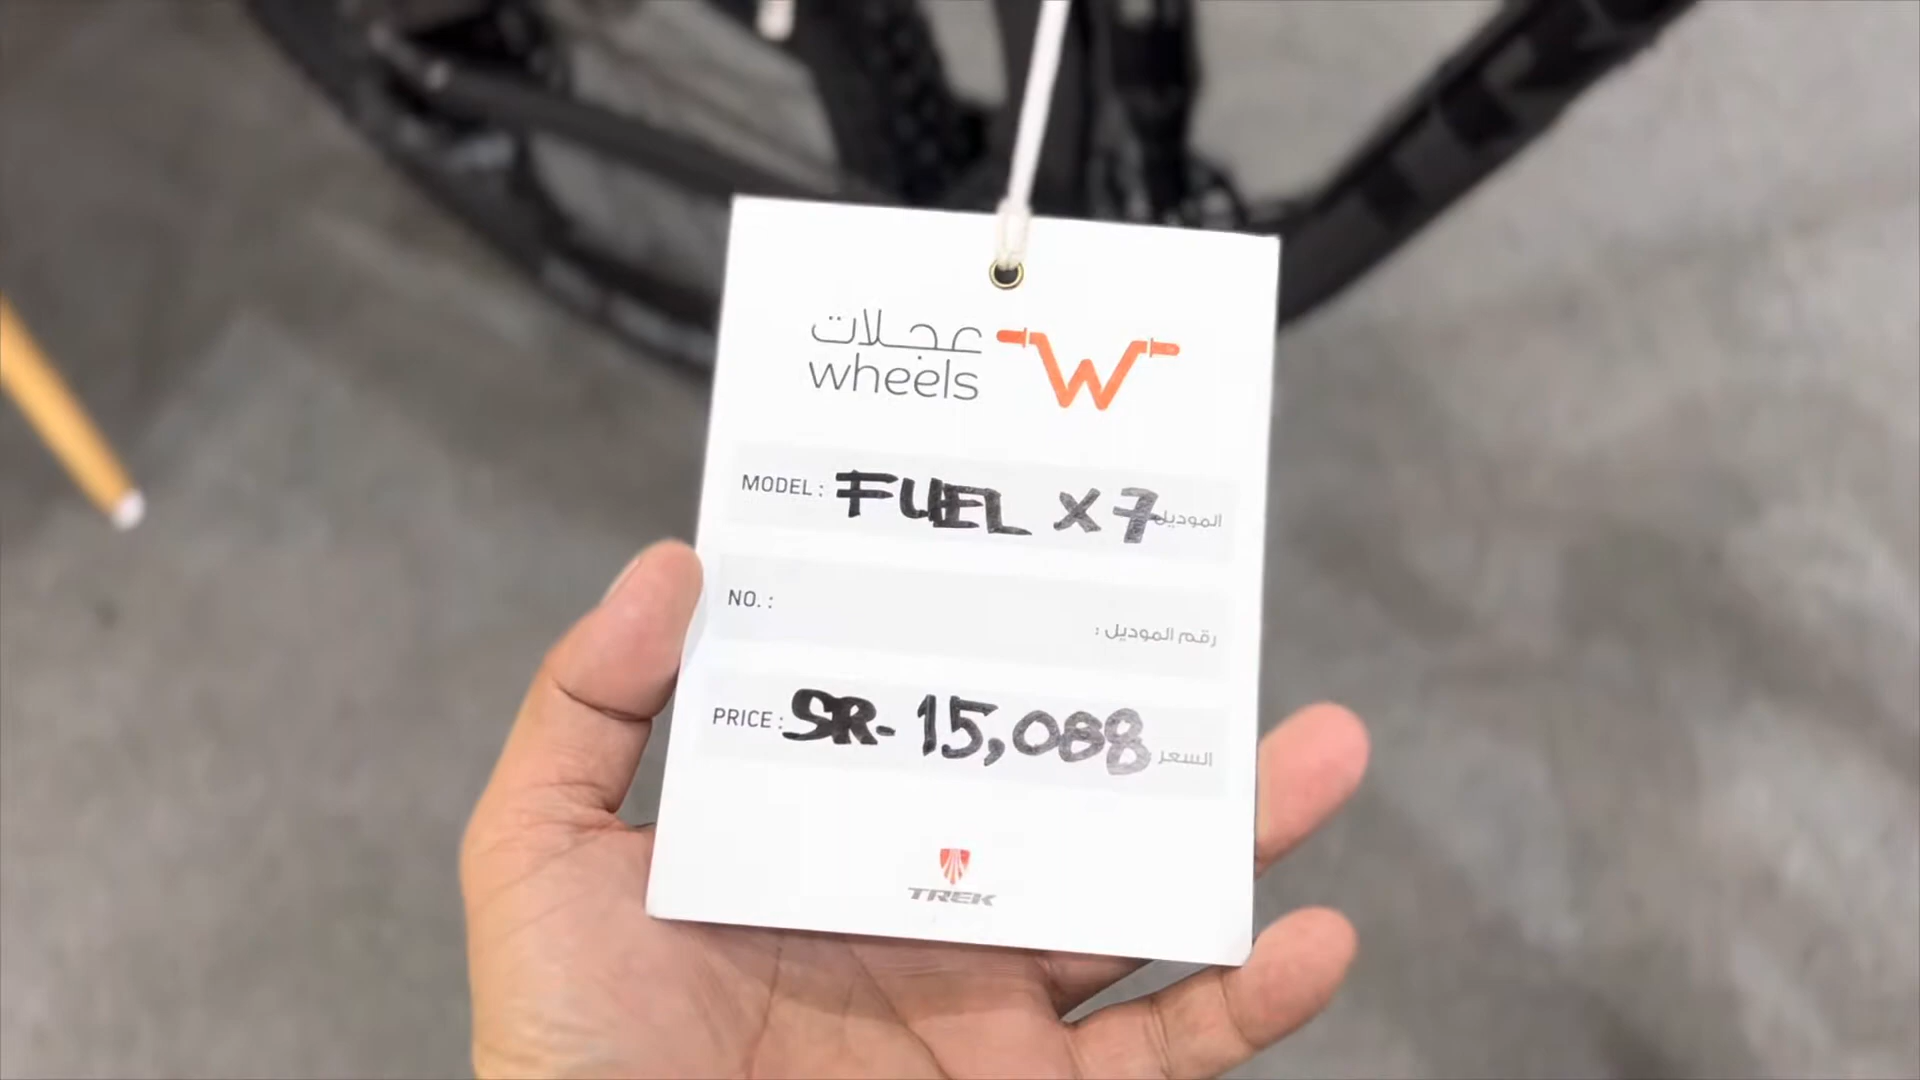 عجلات
wheels
MODEL : FUEL X7 الموديل
NO. : رقم الموديل :
PRICE : SR- 15,088 السعر
TREK